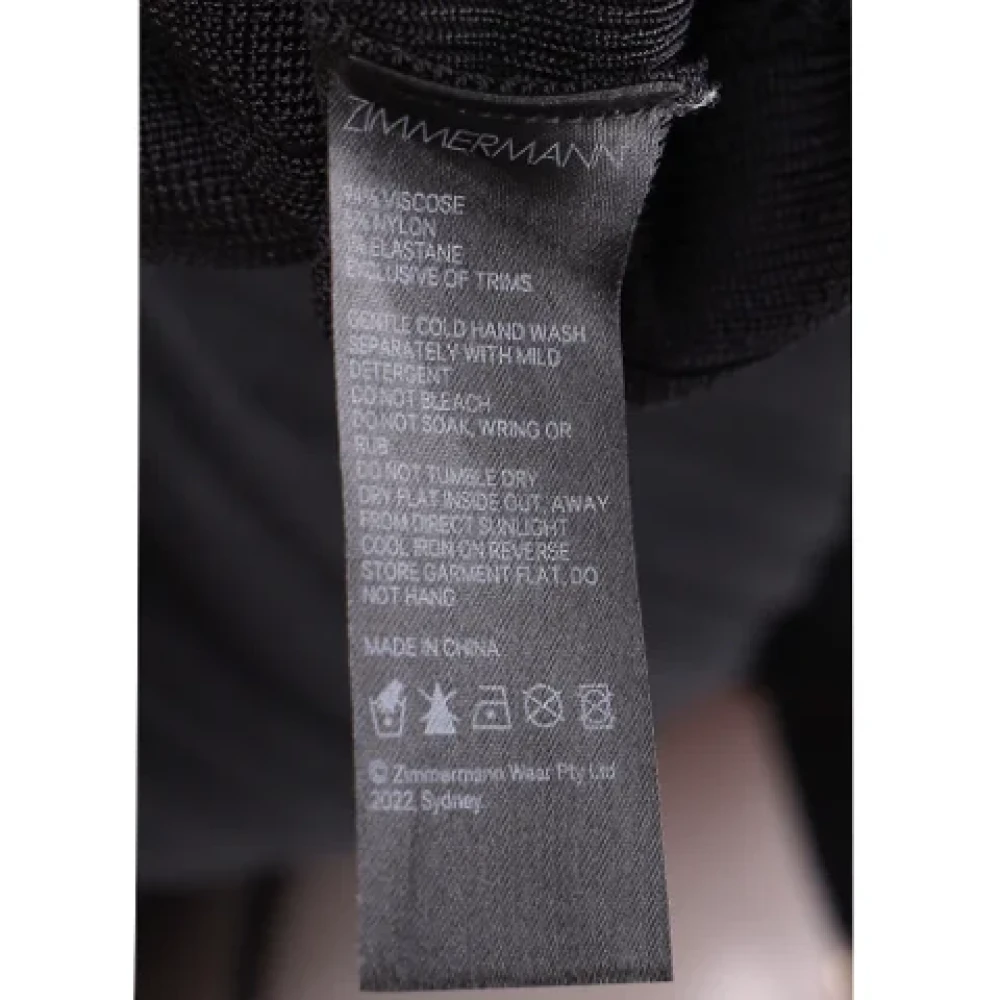 ZIMMERMANN
VISCOSE
NYLON
ELASTANE
EXCLUSIVE OF TRIMS
GENTLE COLD HAND WASH
SEPARATELY WITH MILD
DETERGENT
DO NOT BLEACH
DO NOT SOAK, WRING OR
RUB
DO NOT TUMBLE DRY
DRY FLAT INSIDE OUT, AWAY
FROM DIRECT SUNLIGHT
COOL IRON ON REVERSE
STORE GARMENT FLAT, DO
NOT HAND
MADE IN CHINA
© Zimmermann Wear Pty Ltd
2022, Sydney.